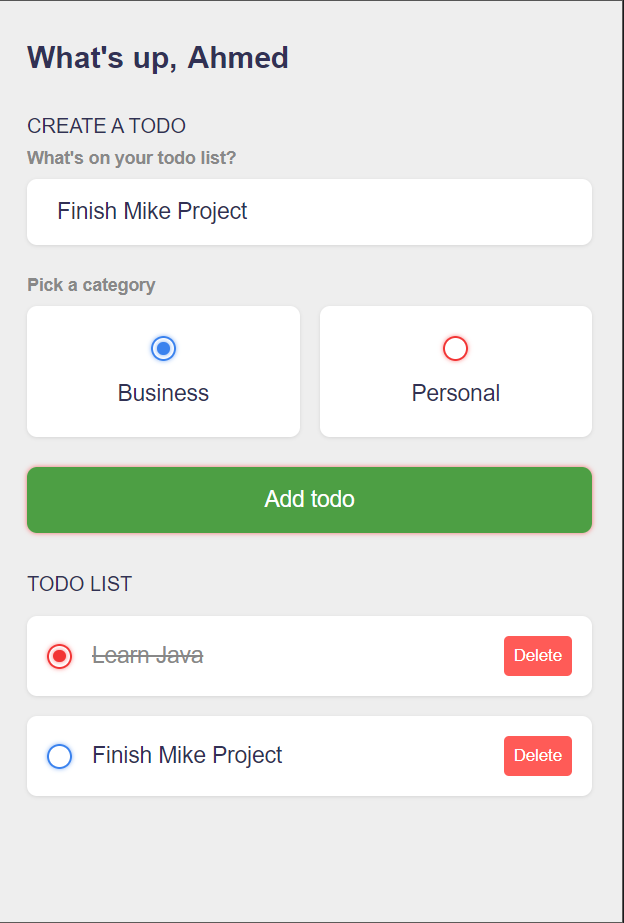 What's up, Ahmed
CREATE A TODO
What's on your todo list?
Finish Mike Project
Pick a category
Business
Personal
Add todo
TODO LIST
Learn Java
Delete
Finish Mike Project
Delete